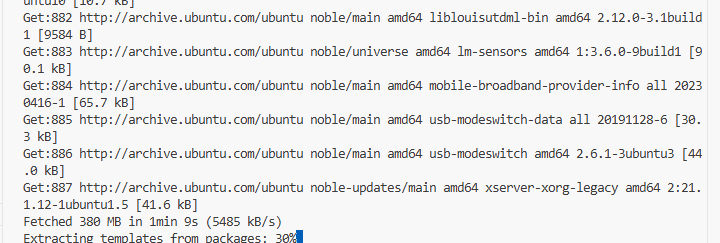 untu10 [10.7 kB]
Get:882 http://archive.ubuntu.com/ubuntu noble/main amd64 liblouisutdml-bin amd64 2.12.0-3.1build
1 [9584 B]
Get:883 http://archive.ubuntu.com/ubuntu noble/universe amd64 lm-sensors amd64 1:3.6.0-9build1 [9
0.1 kB]
Get:884 http://archive.ubuntu.com/ubuntu noble/main amd64 mobile-broadband-provider-info all 2023
0416-1 [65.7 kB]
Get:885 http://archive.ubuntu.com/ubuntu noble/main amd64 usb-modeswitch-data all 20191128-6 [30.
3 kB]
Get:886 http://archive.ubuntu.com/ubuntu noble/main amd64 usb-modeswitch amd64 2.6.1-3ubuntu3 [44
.0 kB]
Get:887 http://archive.ubuntu.com/ubuntu noble-updates/main amd64 xserver-xorg-legacy amd64 2:21.
1.12-1ubuntu1.5 [41.6 kB]
Fetched 380 MB in 1min 9s (5485 kB/s)
Extracting templates from packages: 30%